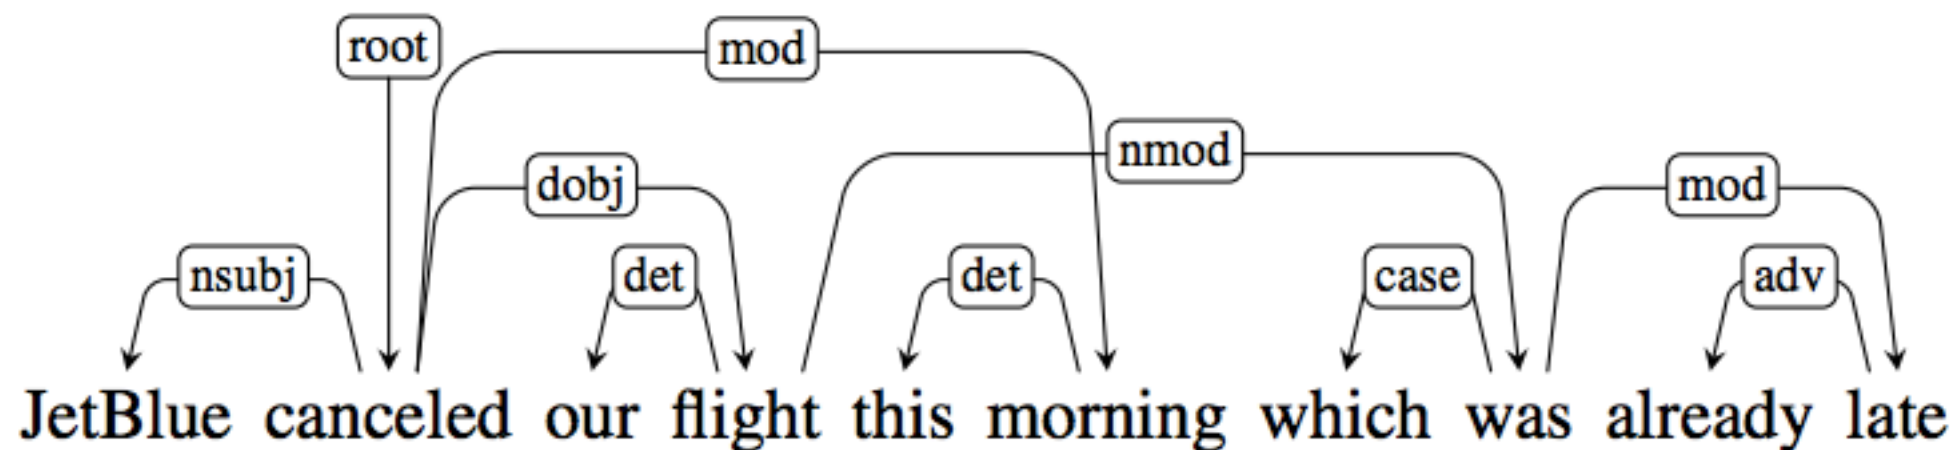 root mod
nmod
dobj mod
nsubj det det case adv
JetBlue canceled our flight this morning which was already late